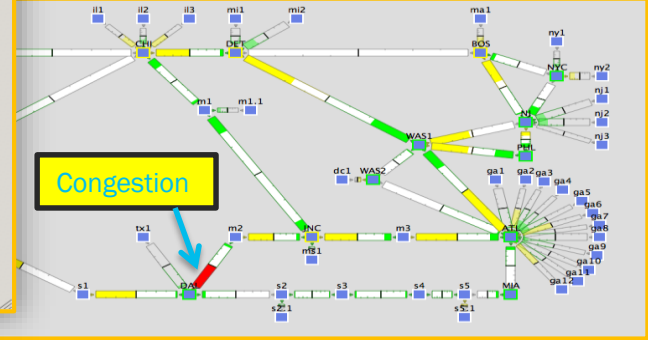 il1 il2 il3 mi1 mi2 ma1
ny1
CHI DET BOS
NYC ny2
nj1
m1 m1.1
NJ nj2
nj3
WAS1 PHIL
dc1 WAS2
ga1 ga2 ga3
ga4
ga5
ga6
ga7
Congestion
tx1 m2 INC m3 ATL ga8
ga9
ms1
ga10
ga11
ga12
s1 DAL s2 s3 s4 s5 MIA
s2.1 s5.1